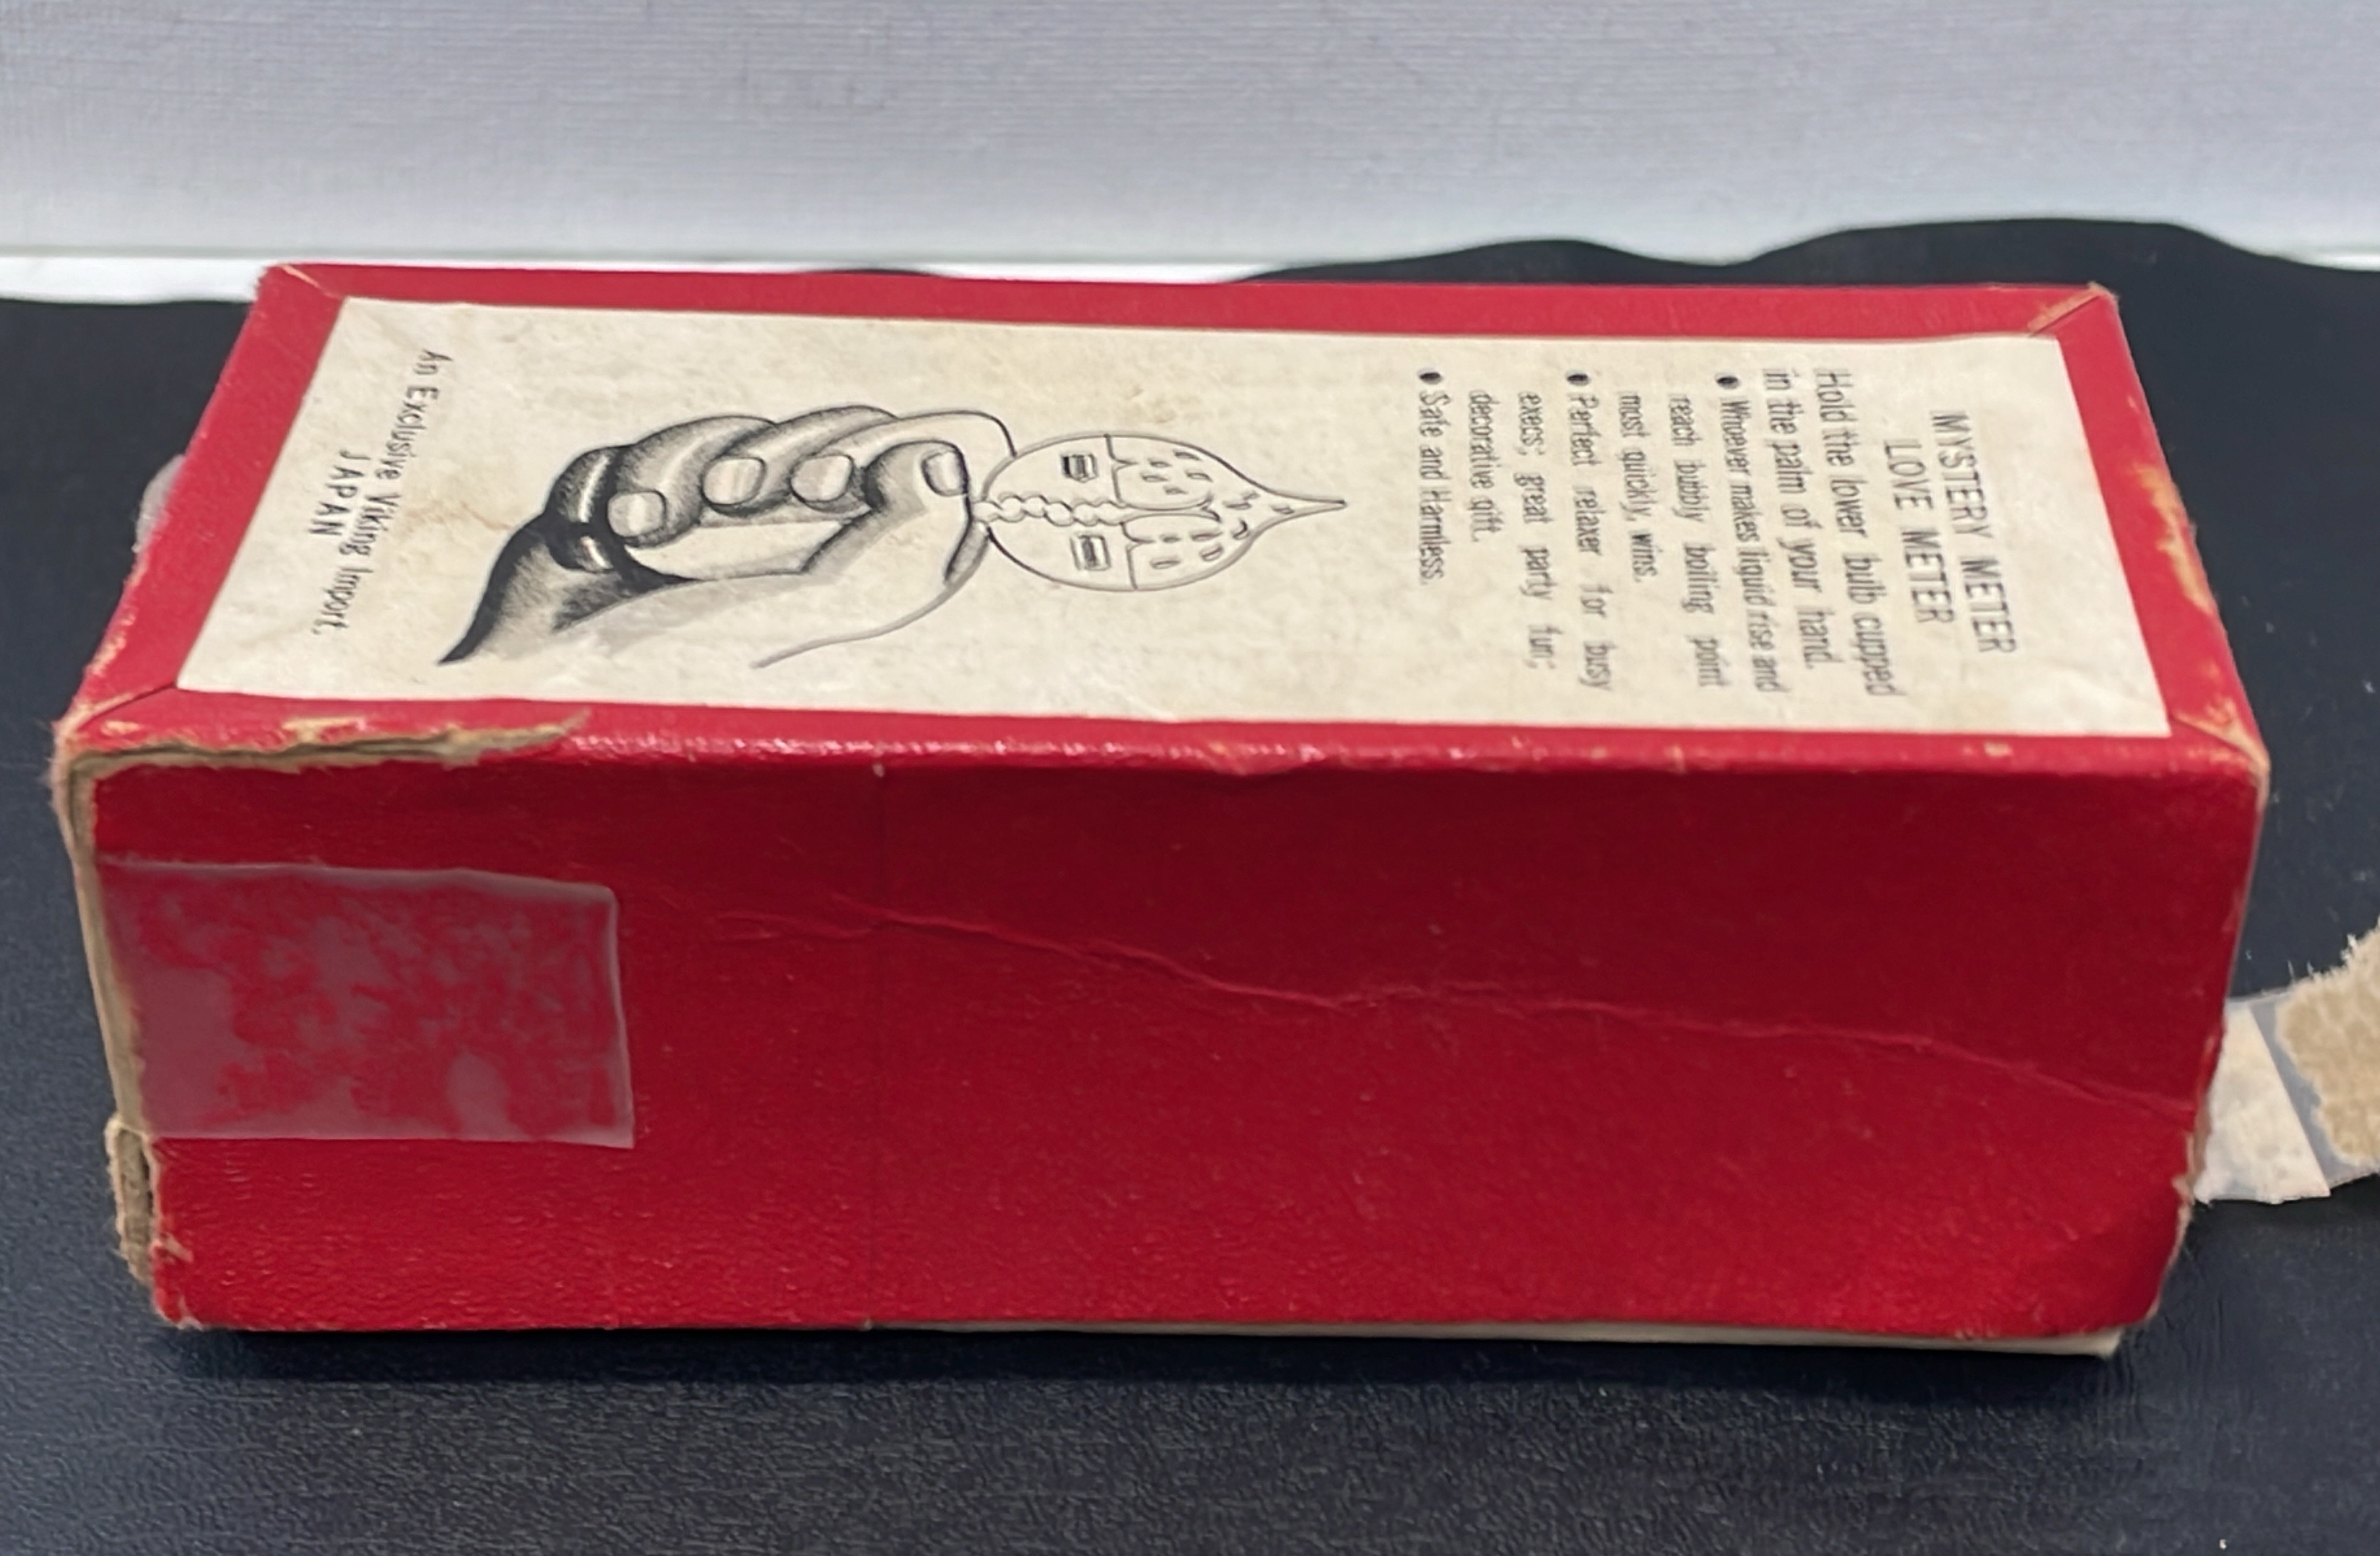 MYSTERY METER
LOVE METER
Hold the lower bulb cupped
in the palm of your hand.
● Whoever makes liquid rise and
reach bubbly boiling point
most quickly, wins.
● Perfect relaxer for busy
execs; great party fun;
decorative gift.
● Safe and Harmless.
An Exclusive Viking Import.
JAPAN